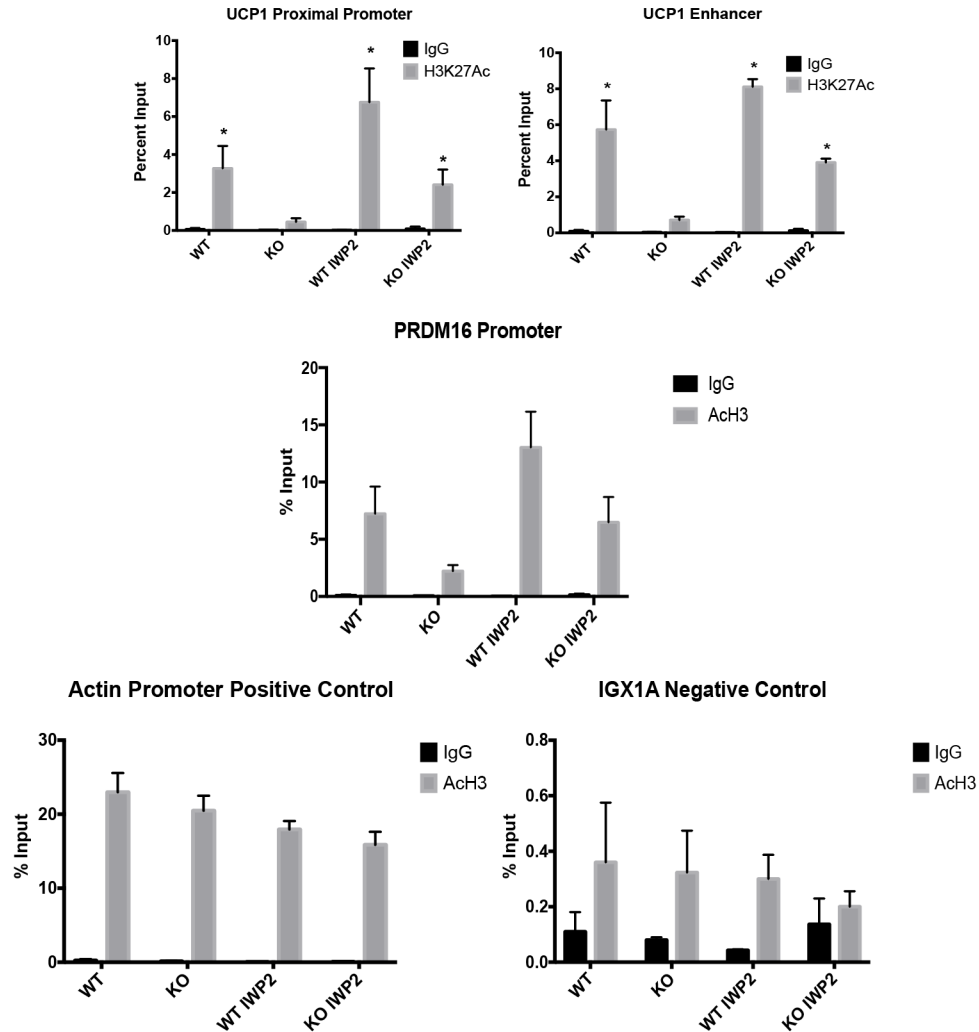 UCP1 Proximal Promoter
10
8
6
4
2
0
Percent Input
*
*
*
IgG
H3K27Ac
WT
KO
WT IWP2
KO IWP2
UCP1 Enhancer
10
8
6
4
2
0
Percent Input
*
*
*
IgG
H3K27Ac
WT
KO
WT IWP2
KO IWP2
PRDM16 Promoter
20
15
10
5
0
% Input
IgG
AcH3
WT
KO
WT IWP2
KO IWP2
Actin Promoter Positive Control
30
20
10
0
% Input
IgG
AcH3
WT
KO
WT IWP2
KO IWP2
IGX1A Negative Control
0.8
0.6
0.4
0.2
0.0
% Input
IgG
AcH3
WT
KO
WT IWP2
KO IWP2